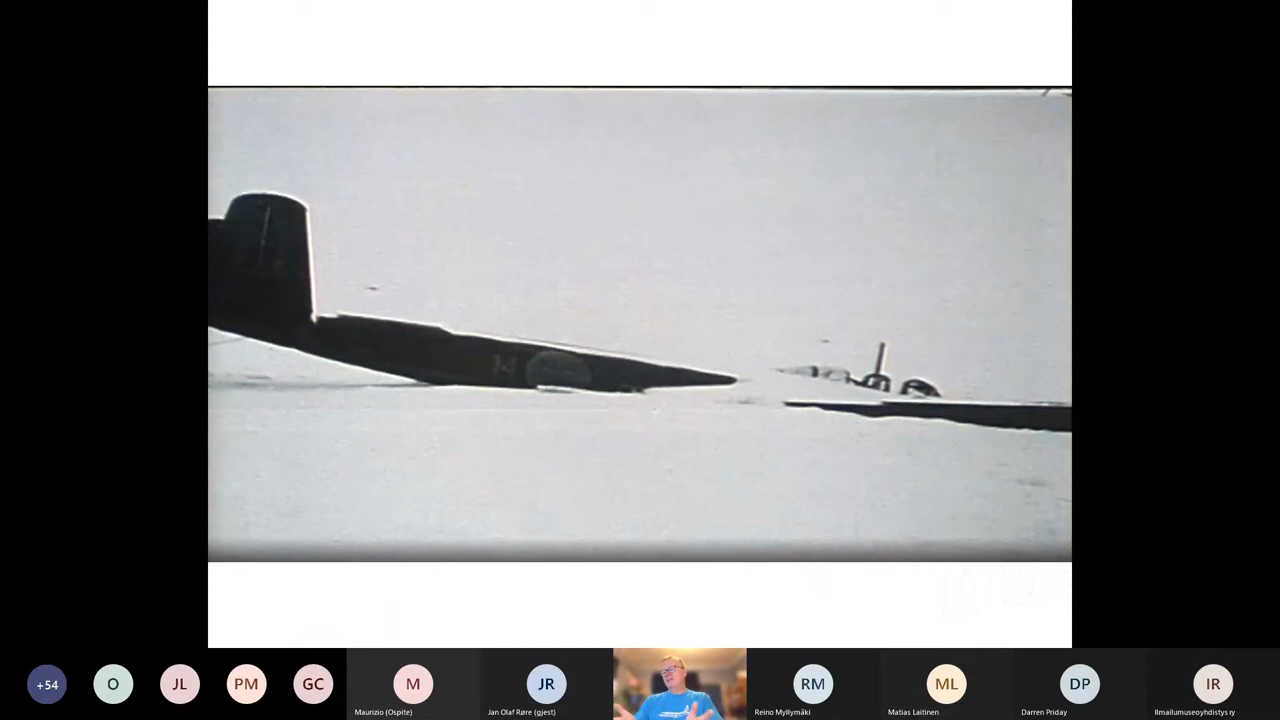 +54
O
JL
PM
GC
M
Maurizio (Ospite)
JR
Jan Olaf Røre (gjest)
RM
Reino Myllymäki
ML
Matias Laitinen
DP
Darren Priday
IR
Ilmailumuseoyhdistys ry